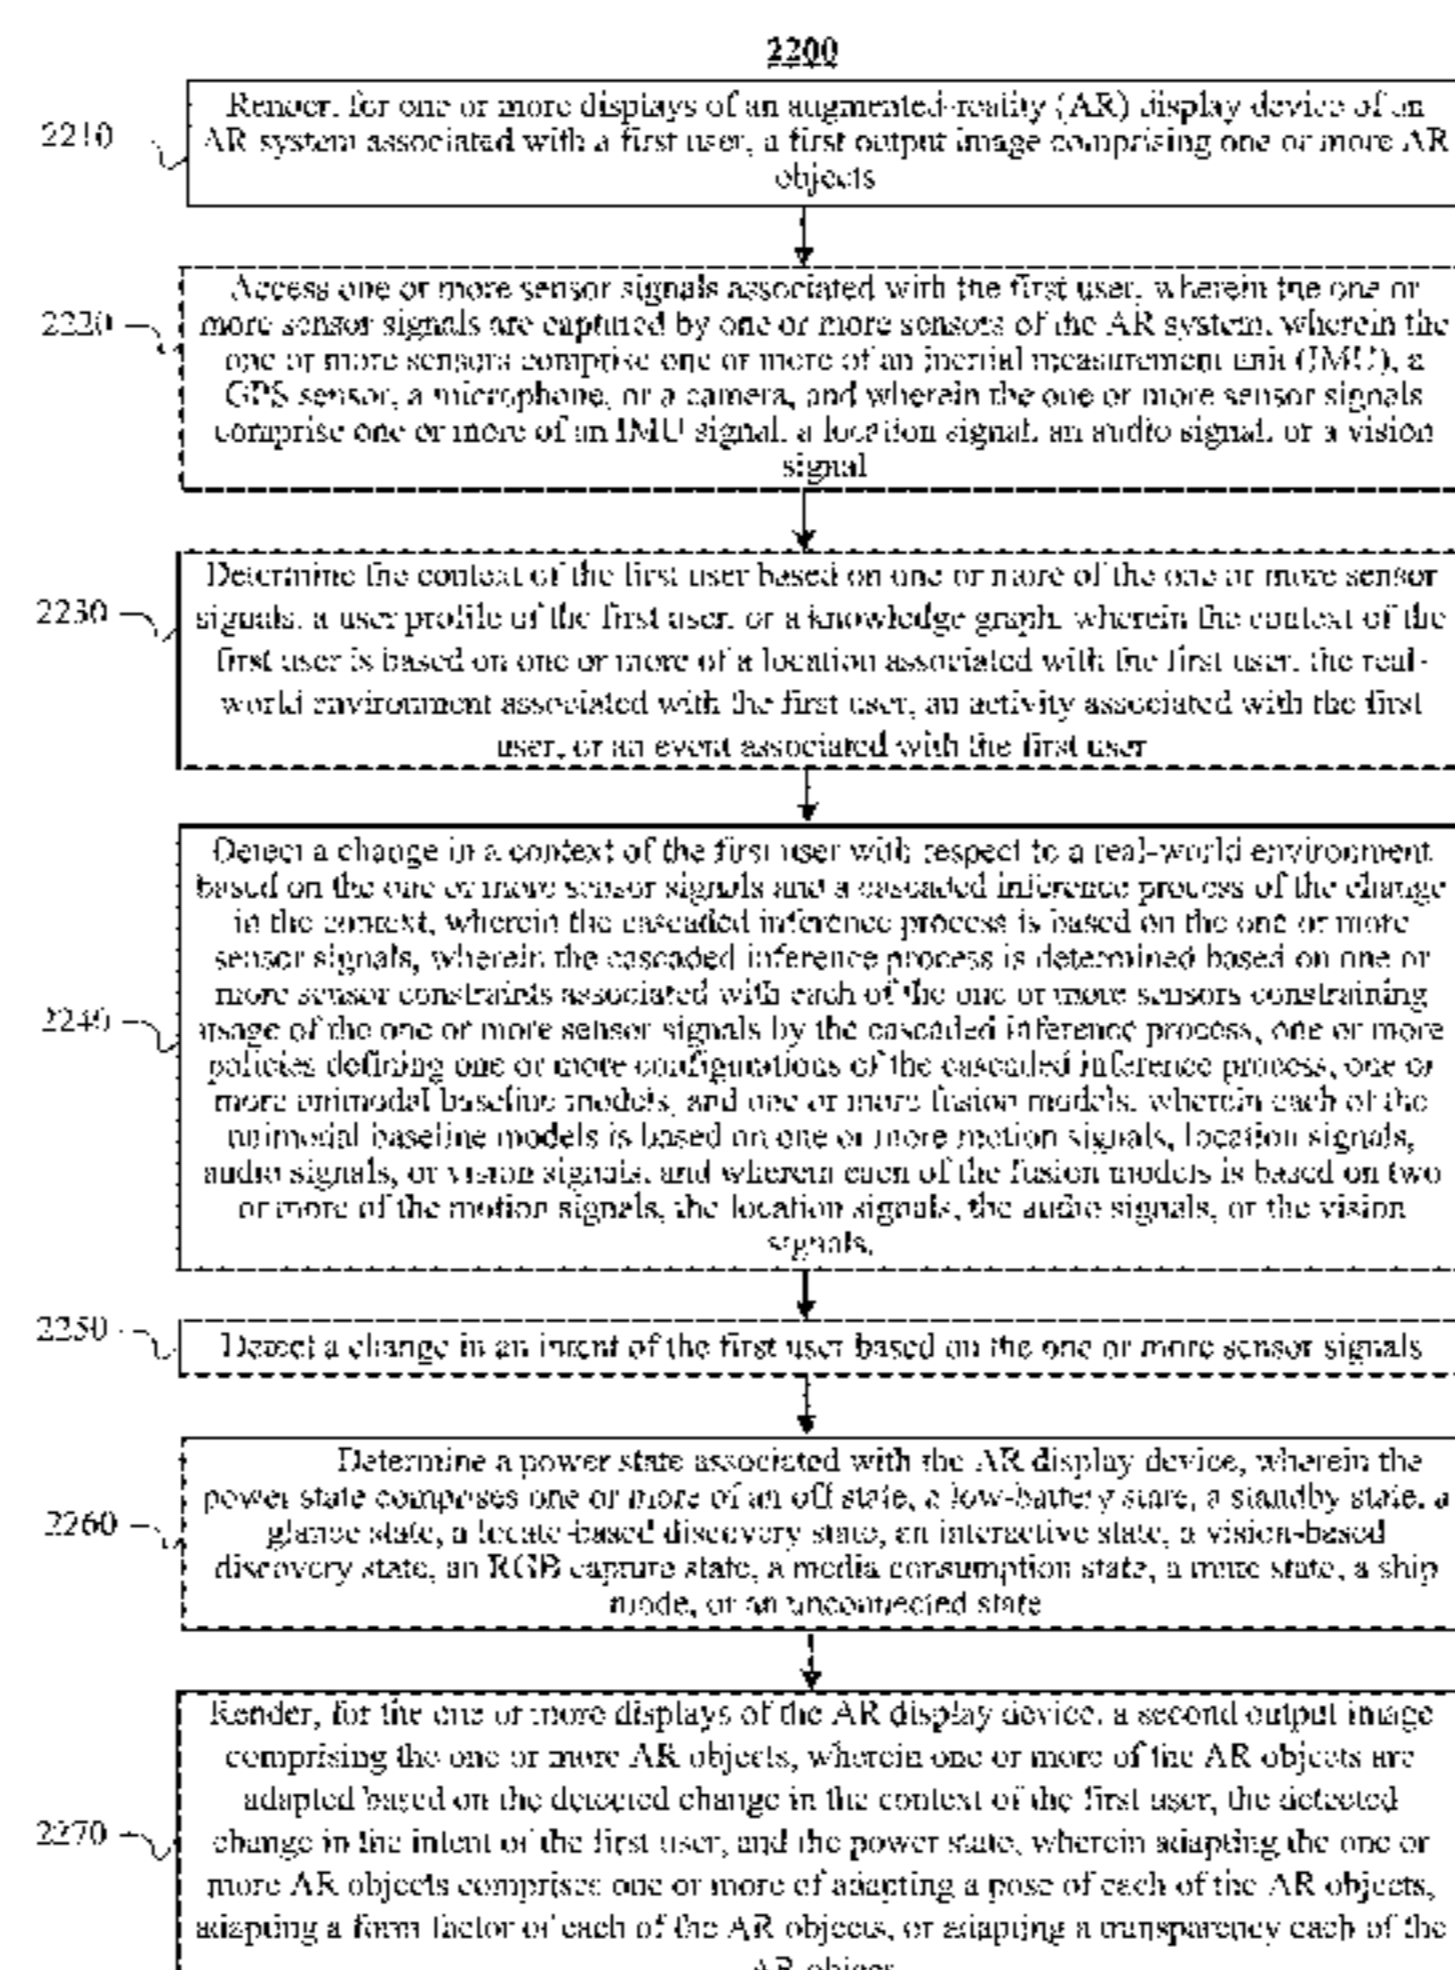 2200
2210
Render, for one or more displays of an augmented-reality (AR) display device of an
AR system associated with a first user, a first output image comprising one or more AR
objects
2220
Access one or more sensor signals associated with the first user, wherein the one or
more sensor signals are captured by one or more sensors of the AR system, wherein the
one or more sensors comprise one or more of an inertial measurement unit (IMU), a
GPS sensor, a microphone, or a camera, and wherein the one or more sensor signals
comprise one or more of an IMU signal, a location signal, an audio signal, or a vision
signal
2230
Determine the context of the first user based on one or more of the one or more sensor
signals, a user profile of the first user, or a knowledge graph, wherein the context of the
first user is based on one or more of a location associated with the first user, the real-
world environment associated with the first user, an activity associated with the first
user, or an event associated with the first user
2240
Detect a change in a context of the first user with respect to a real-world environment
based on the one or more sensor signals and a cascaded inference process of the change
in the context, wherein the cascaded inference process is based on the one or more
sensor signals, wherein the cascaded inference process is determined based on one or
more sensor constraints associated with each of the one or more sensors constraining
usage of the one or more sensor signals by the cascaded inference process, one or more
policies defining one or more configurations of the cascaded inference process, one or
more unimodal baseline models, and one or more fusion models, wherein each of the
unimodal baseline models is based on one or more motion signals, location signals,
audio signals, or vision signals, and wherein each of the fusion models is based on two
or more of the motion signals, the location signals, the audio signals, or the vision
signals.
2250
Detect a change in an intent of the first user based on the one or more sensor signals
2260
Determine a power state associated with the AR display device, wherein the
power state comprises one or more of an off state, a low-battery state, a standby state, a
glance state, a locate-based discovery state, an interactive state, a vision-based
discovery state, an RGB capture state, a media consumption state, a mute state, a ship
mode, or an unconnected state
2270
Render, for the one or more displays of the AR display device, a second output image
comprising the one or more AR objects, wherein one or more of the AR objects are
adapted based on the detected change in the context of the first user, the detected
change in the intent of the first user, and the power state, wherein adapting the one or
more AR objects comprises one or more of adapting a pose of each of the AR objects,
adapting a form factor of each of the AR objects, or adapting a transparency each of the
AR object